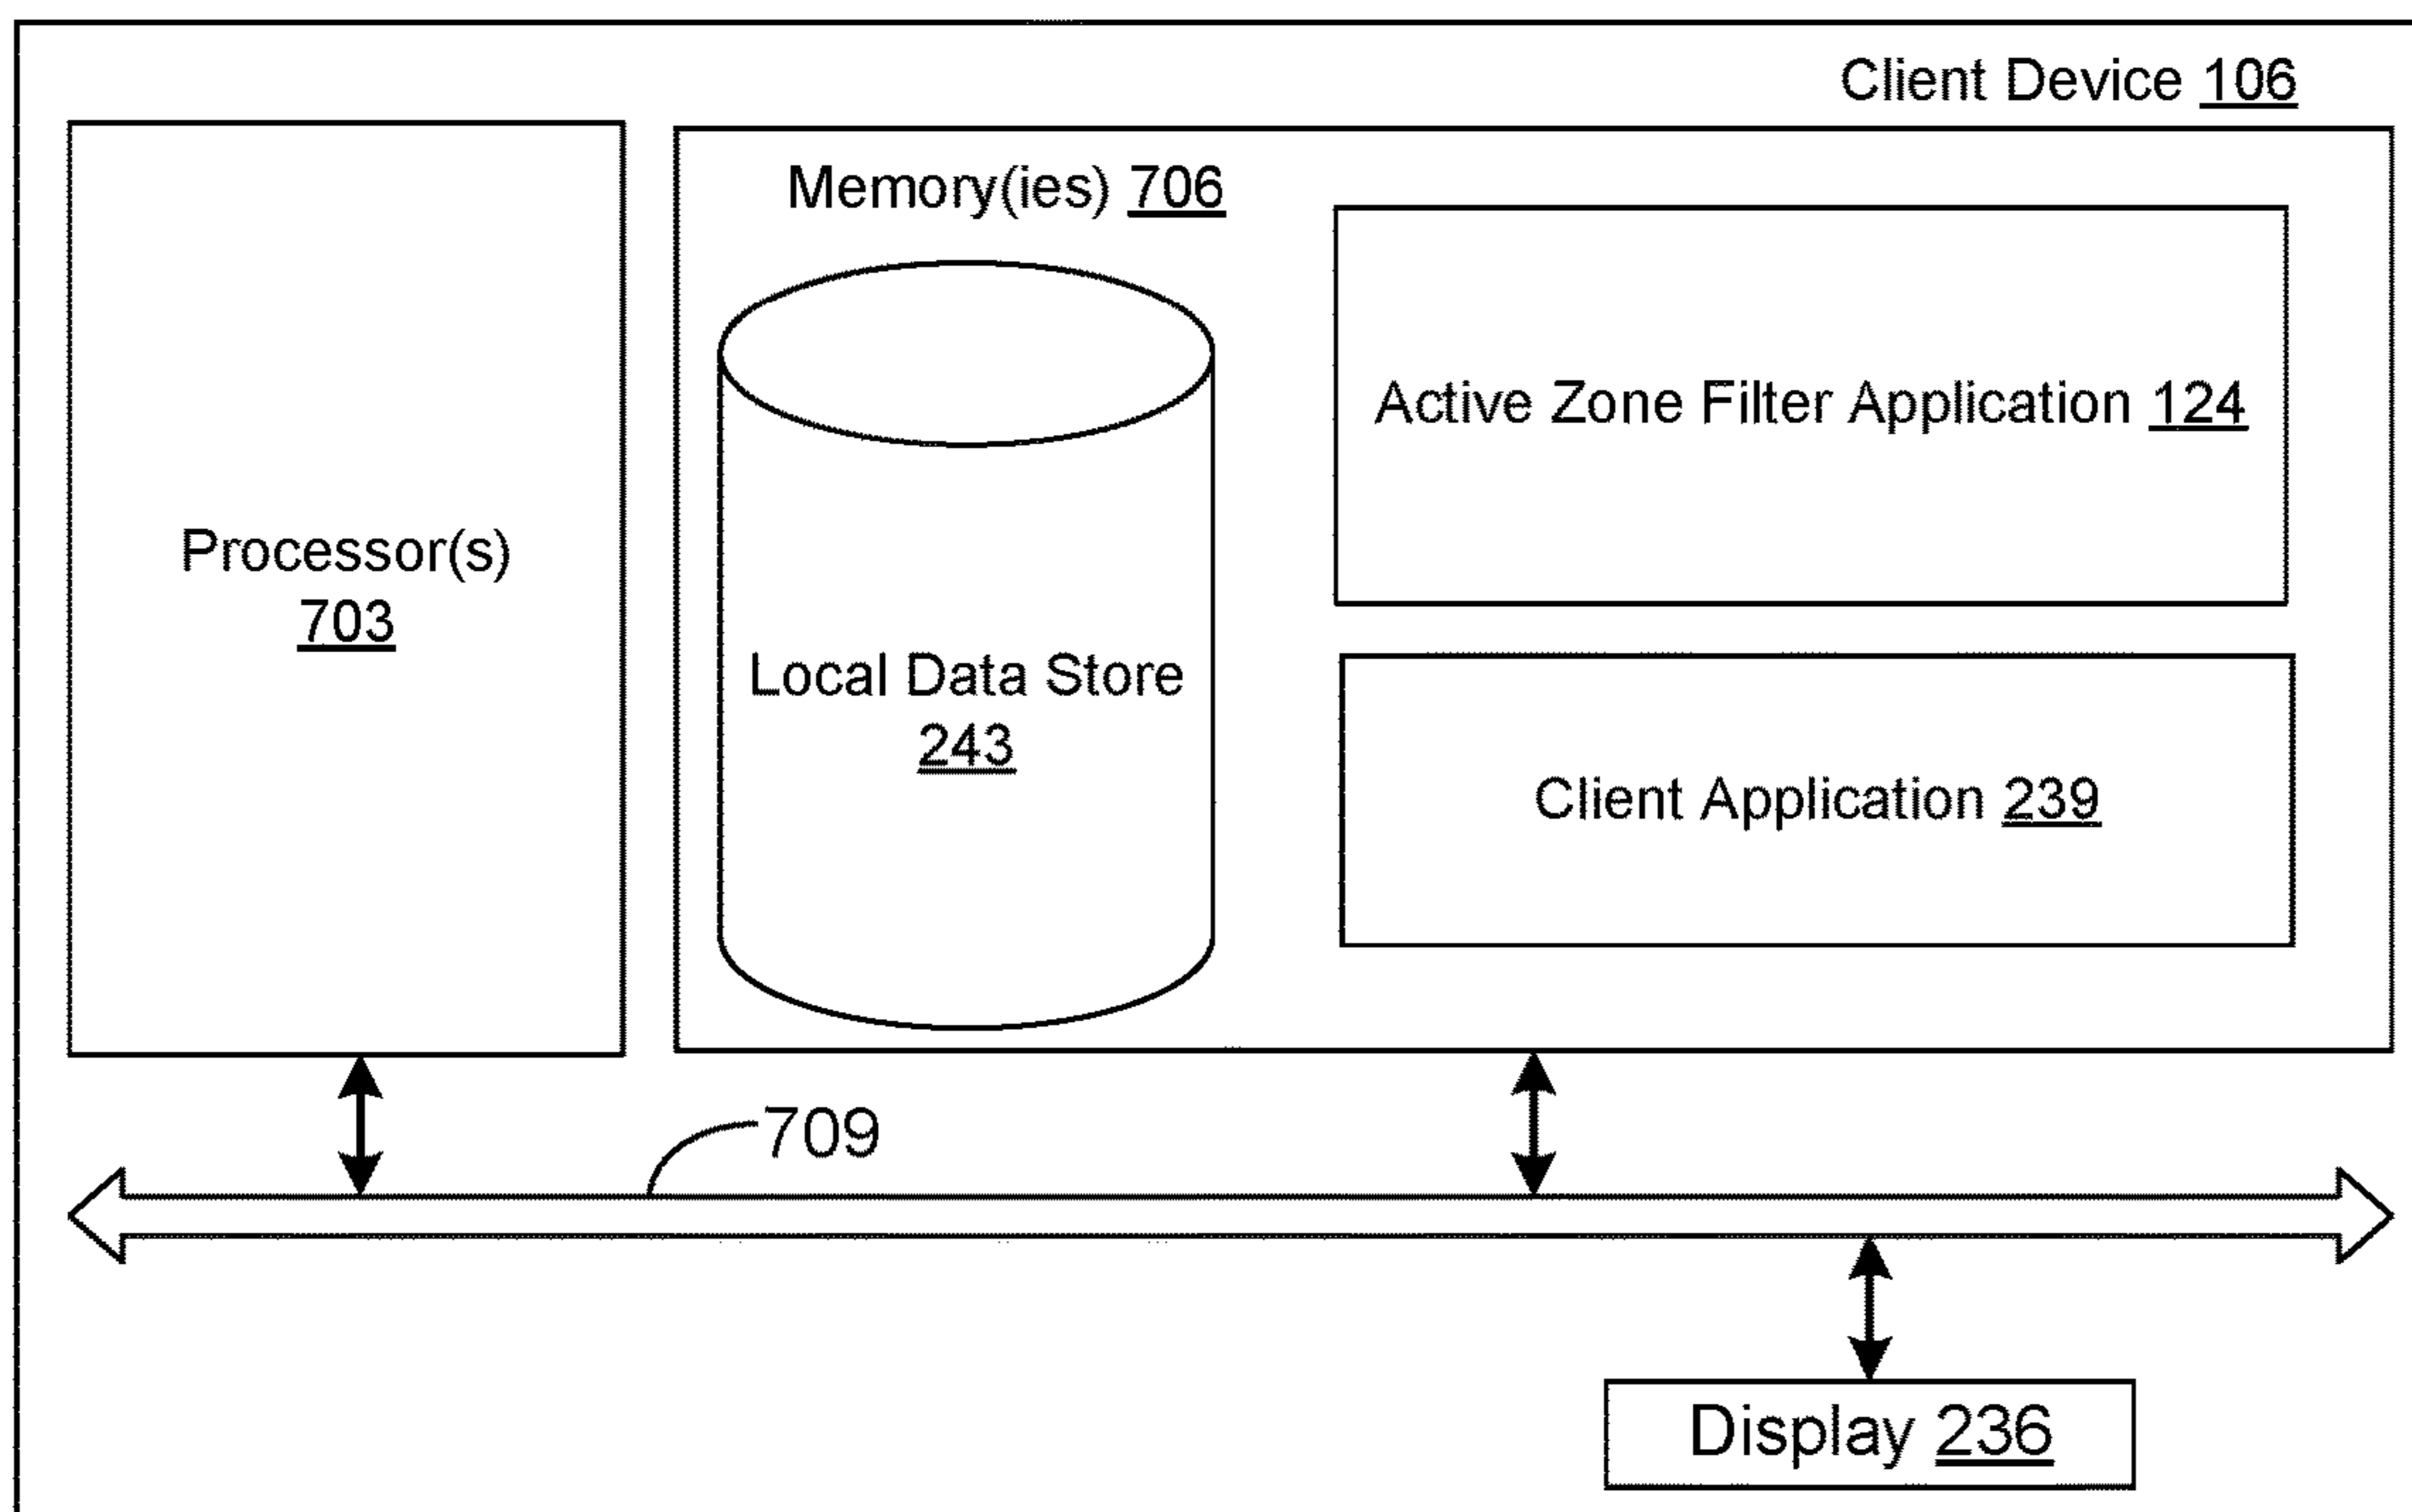 Client Device 106
Memory(ies) 706
Active Zone Filter Application 124
Processor(s)
703
Local Data Store
243
Client Application 239
709
Display 236